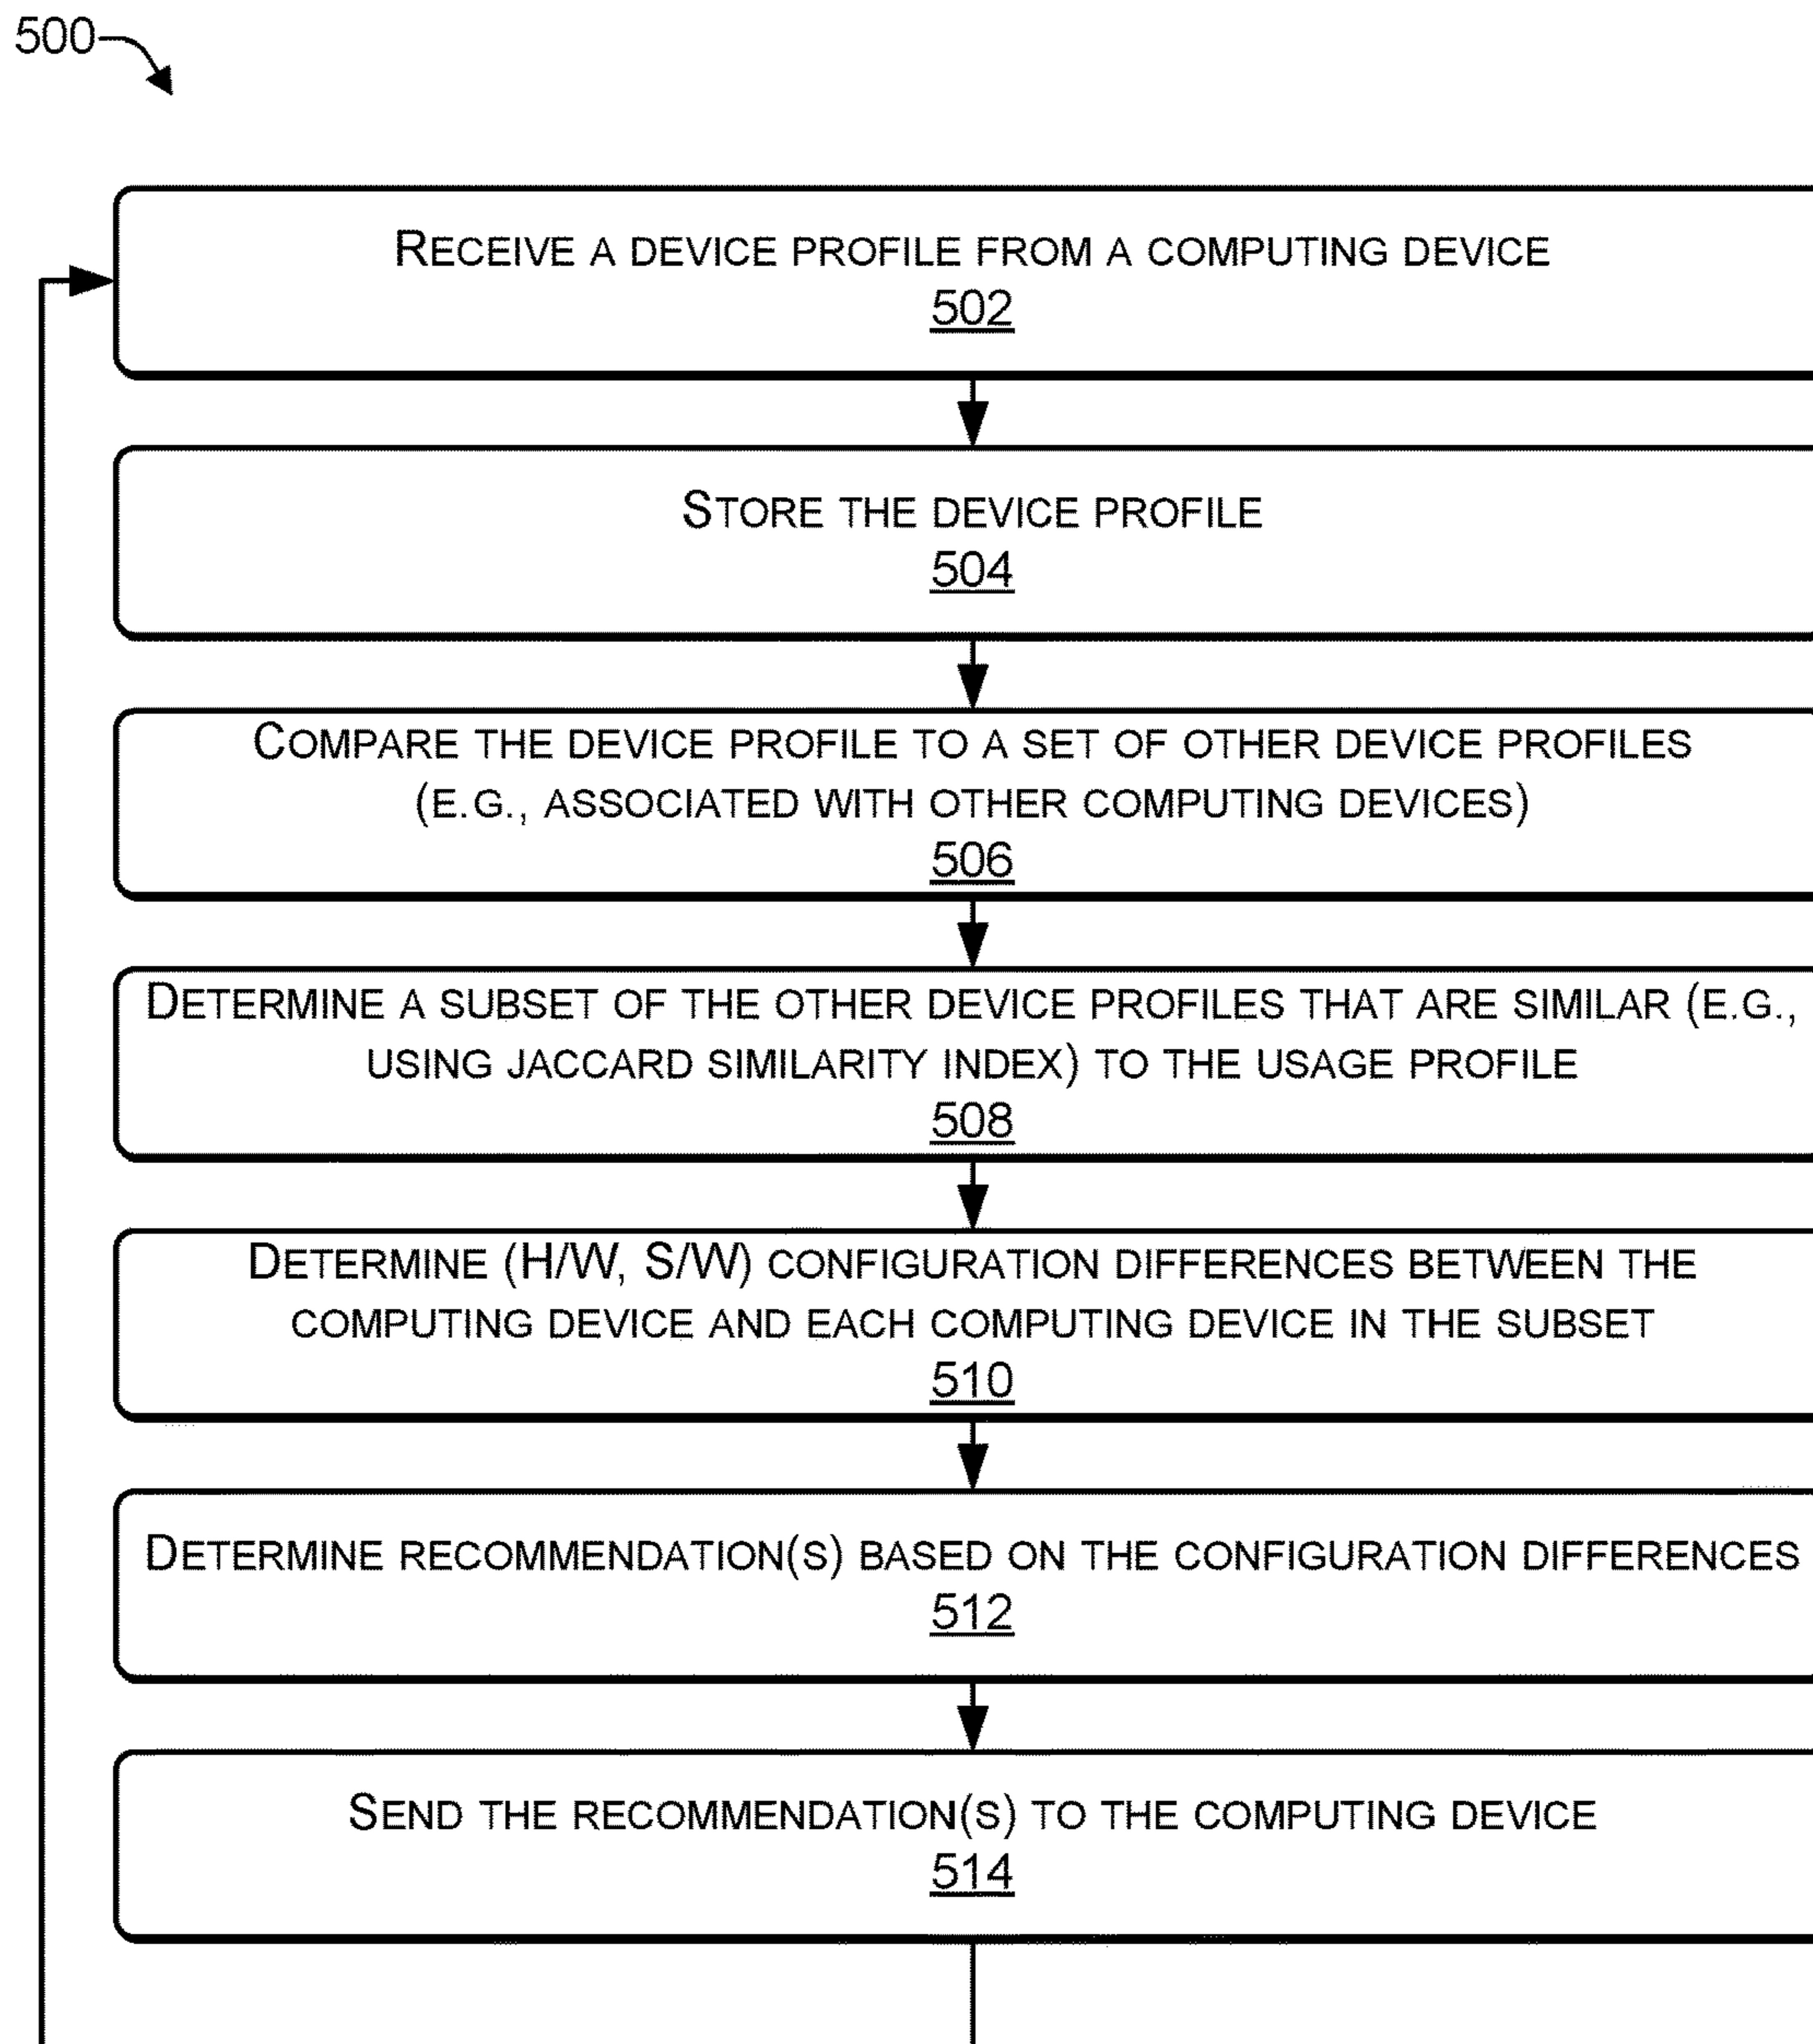 500
RECEIVE A DEVICE PROFILE FROM A COMPUTING DEVICE
502
STORE THE DEVICE PROFILE
504
COMPARE THE DEVICE PROFILE TO A SET OF OTHER DEVICE PROFILES
(E.G., ASSOCIATED WITH OTHER COMPUTING DEVICES)
506
DETERMINE A SUBSET OF THE OTHER DEVICE PROFILES THAT ARE SIMILAR (E.G.,
USING JACCARD SIMILARITY INDEX) TO THE USAGE PROFILE
508
DETERMINE (H/W, S/W) CONFIGURATION DIFFERENCES BETWEEN THE
COMPUTING DEVICE AND EACH COMPUTING DEVICE IN THE SUBSET
510
DETERMINE RECOMMENDATION(S) BASED ON THE CONFIGURATION DIFFERENCES
512
SEND THE RECOMMENDATION(S) TO THE COMPUTING DEVICE
514